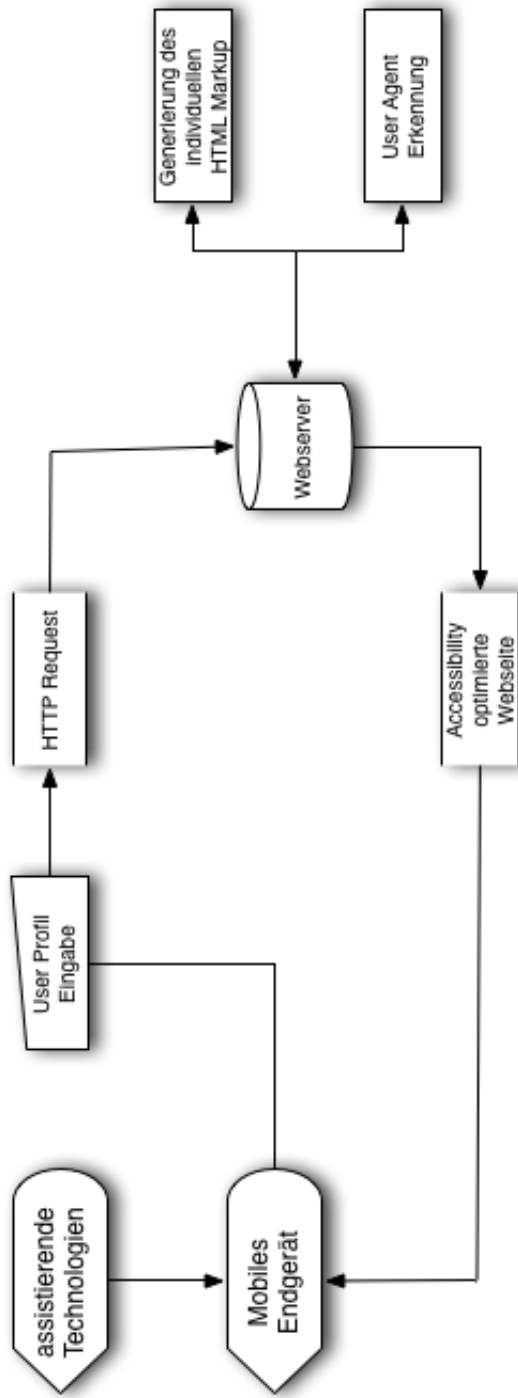 assistierende
Technologien
Mobiles
Endgerät
User Profil
Eingabe
HTTP Request
Webserver
Accessibility
optimierte
Webseite
Generierung des
individuellen
HTML Markup
User Agent
Erkennung